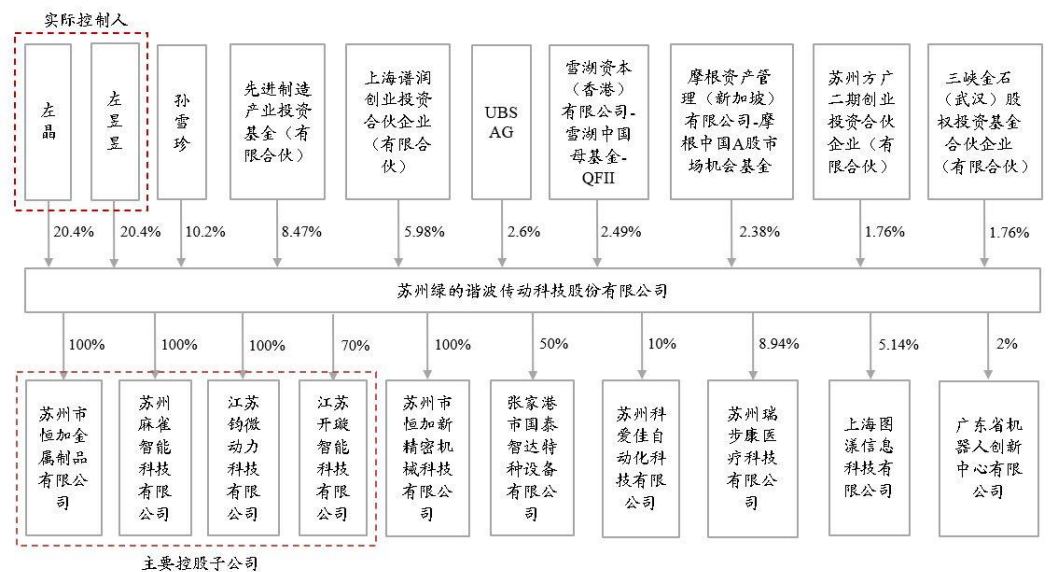 实际控制人
左
晶
左
昱
昱
孙
雪
珍
先进制造
产业投资
基金（有
限合伙）
上海谱润
创业投资
合伙企业
（有限合
伙）
UBS
AG
雪湖资本
（香港）
有限公司-
雪湖中国
母基金-
QFII
摩根资产管
理（新加坡）
有限公司-摩
根中国A股市
场机会基金
苏州方广
二期创业
投资合伙
企业（有
限合伙）
三峡金石
（武汉）股
权投资基金
合伙企业
（有限合伙）
20.4%
20.4%
10.2%
8.47%
5.98%
2.6%
2.49%
2.38%
1.76%
1.76%
苏州绿的谐波传动科技股份有限公司
100%
100%
100%
70%
100%
50%
10%
8.94%
5.14%
2%
苏州市
恒加金
属制品
有限公
司
苏州
麻雀
智能
科技
有限
公司
江苏
钧微
动力
科技
有限
公司
江苏
开璇
智能
科技
有限
公司
苏州市
恒加新
精密机
械科技
有限公
司
张家港
市国泰
智达特
种设备
有限公
司
苏州科
爱佳自
动化科
技有限
公司
苏州瑞
步康医
疗科技
有限公
司
上海图
漾信息
科技有
限公司
广东省机
器人创新
中心有限
公司
主要控股子公司